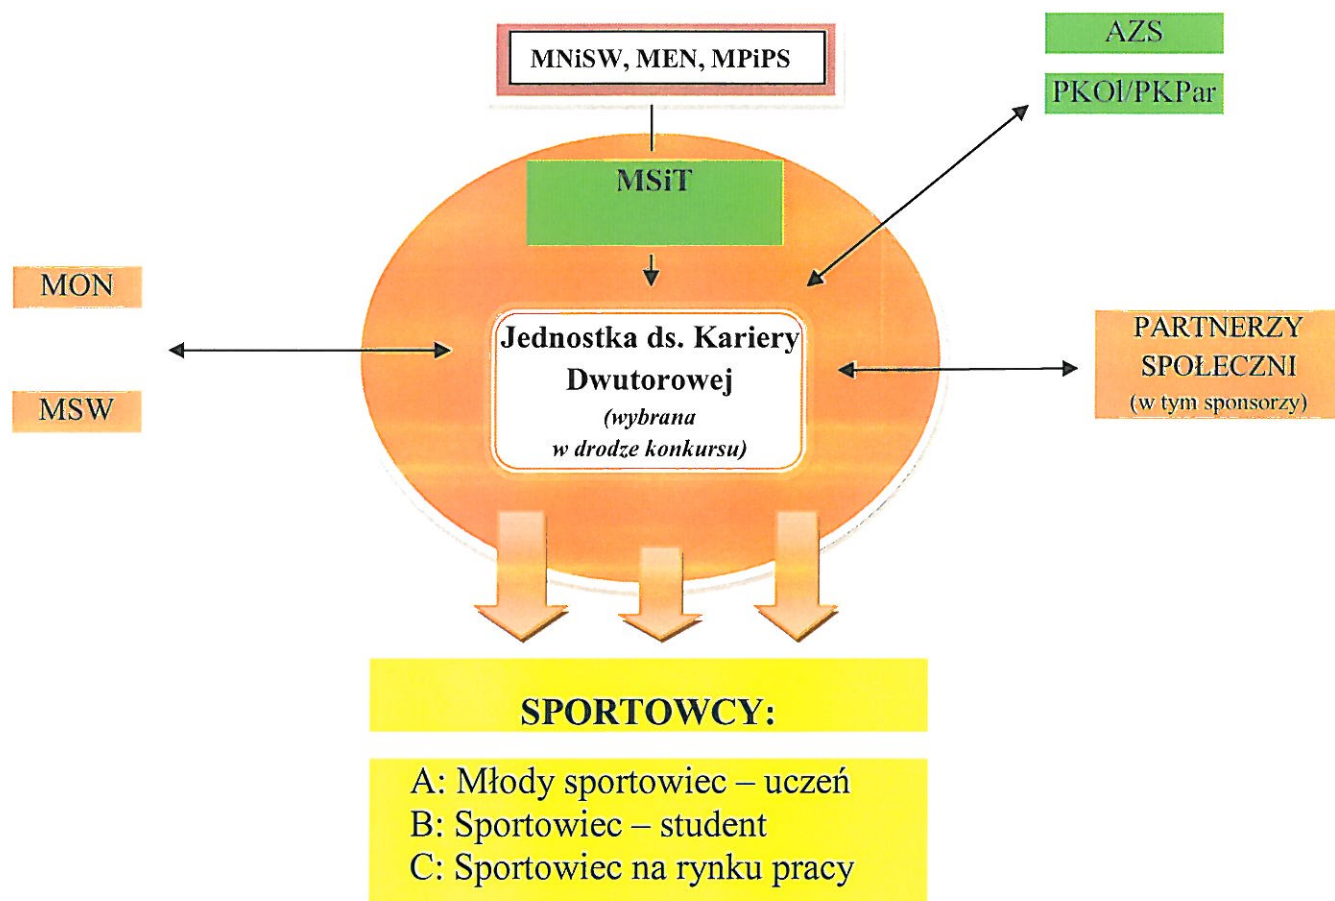 MNiSW, MEN, MPiPS
AZS
PKOl/PKPar
MSiT
MON
MSW
Jednostka ds. Kariery
Dwutorowej
(wybrana
w drodze konkursu)
PARTNERZY
SPOŁECZNI
(w tym sponsorzy)
SPORTOWCY:
A: Młody sportowiec – uczeń
B: Sportowiec – student
C: Sportowiec na rynku pracy